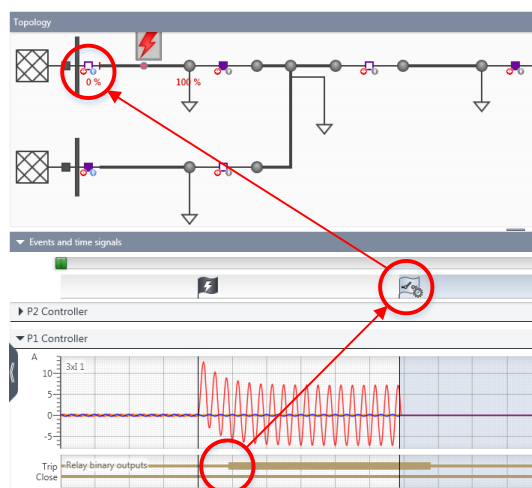 Topology
0 %
100 %
Events and time signals
P2 Controller
P1 Controller
A
3xI 1
10
5
0
-5
Trip
Relay binary outputs
Close